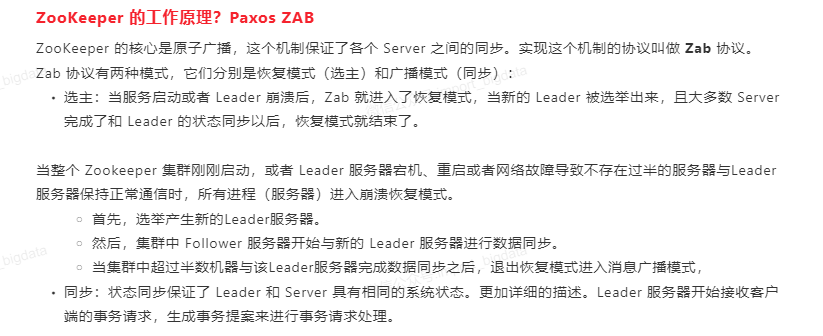 ZooKeeper 的工作原理？Paxos ZAB
ZooKeeper 的核心是原子广播，这个机制保证了各个 Server 之间的同步。实现这个机制的协议叫做 Zab 协议。
Zab 协议有两种模式，它们分别是恢复模式（选主）和广播模式（同步）：
• 选主：当服务启动或者 Leader 崩溃后，Zab 就进入了恢复模式，当新的 Leader 被选举出来，且大多数 Server
完成了和 Leader 的状态同步以后，恢复模式就结束了。
当整个 Zookeeper 集群刚刚启动，或者 Leader 服务器宕机、重启或者网络故障导致不存在过半的服务器与Leader
服务器保持正常通信时，所有进程（服务器）进入崩溃恢复模式。
○ 首先，选举产生新的Leader服务器。
○ 然后，集群中 Follower 服务器开始与新的 Leader 服务器进行数据同步。
○ 当集群中超过半数机器与该Leader服务器完成数据同步之后，退出恢复模式进入消息广播模式，
• 同步：状态同步保证了 Leader 和 Server 具有相同的系统状态。更加详细的描述。Leader 服务器开始接收客户
端的事务请求，生成事务提案来进行事务请求处理。